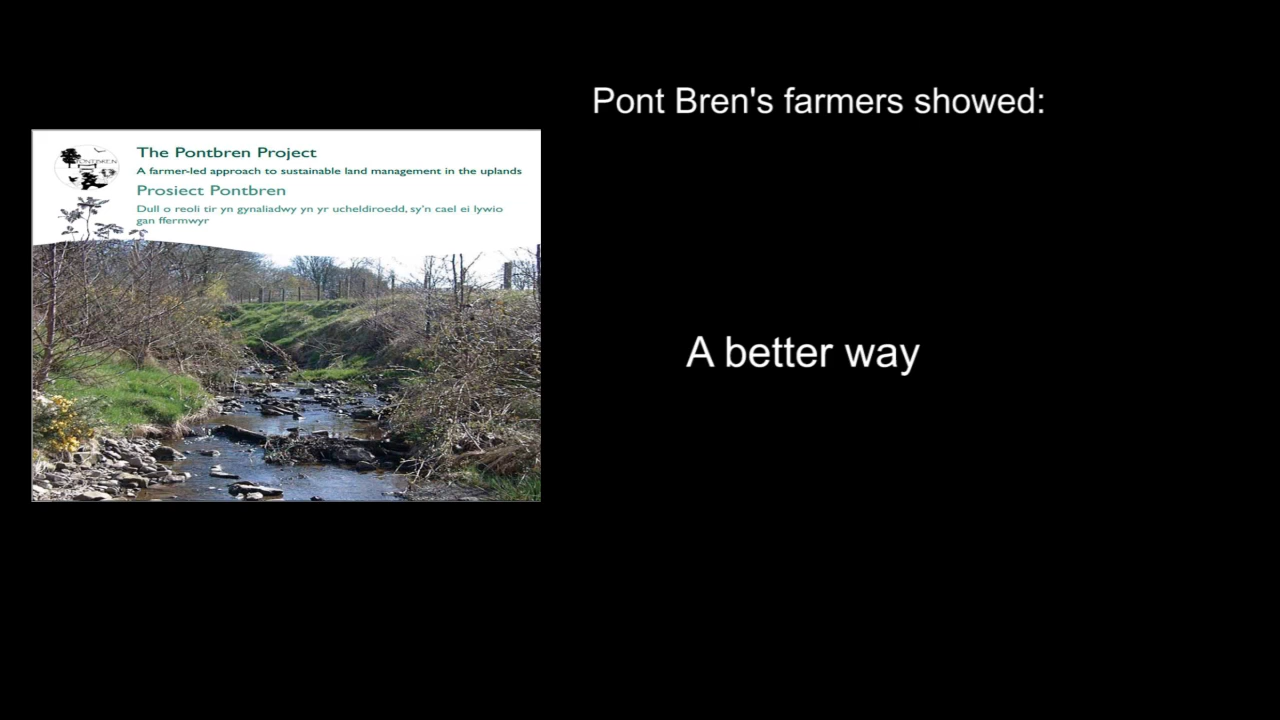 Pont Bren's farmers showed:
PONTBREN
The Pontbren Project
A farmer-led approach to sustainable land management in the uplands
Prosiect Pontbren
Dull o reoli tir yn gynaliadwy yn yr ucheldiroedd, sy'n cael ei lywio
gan ffermwyr
A better way